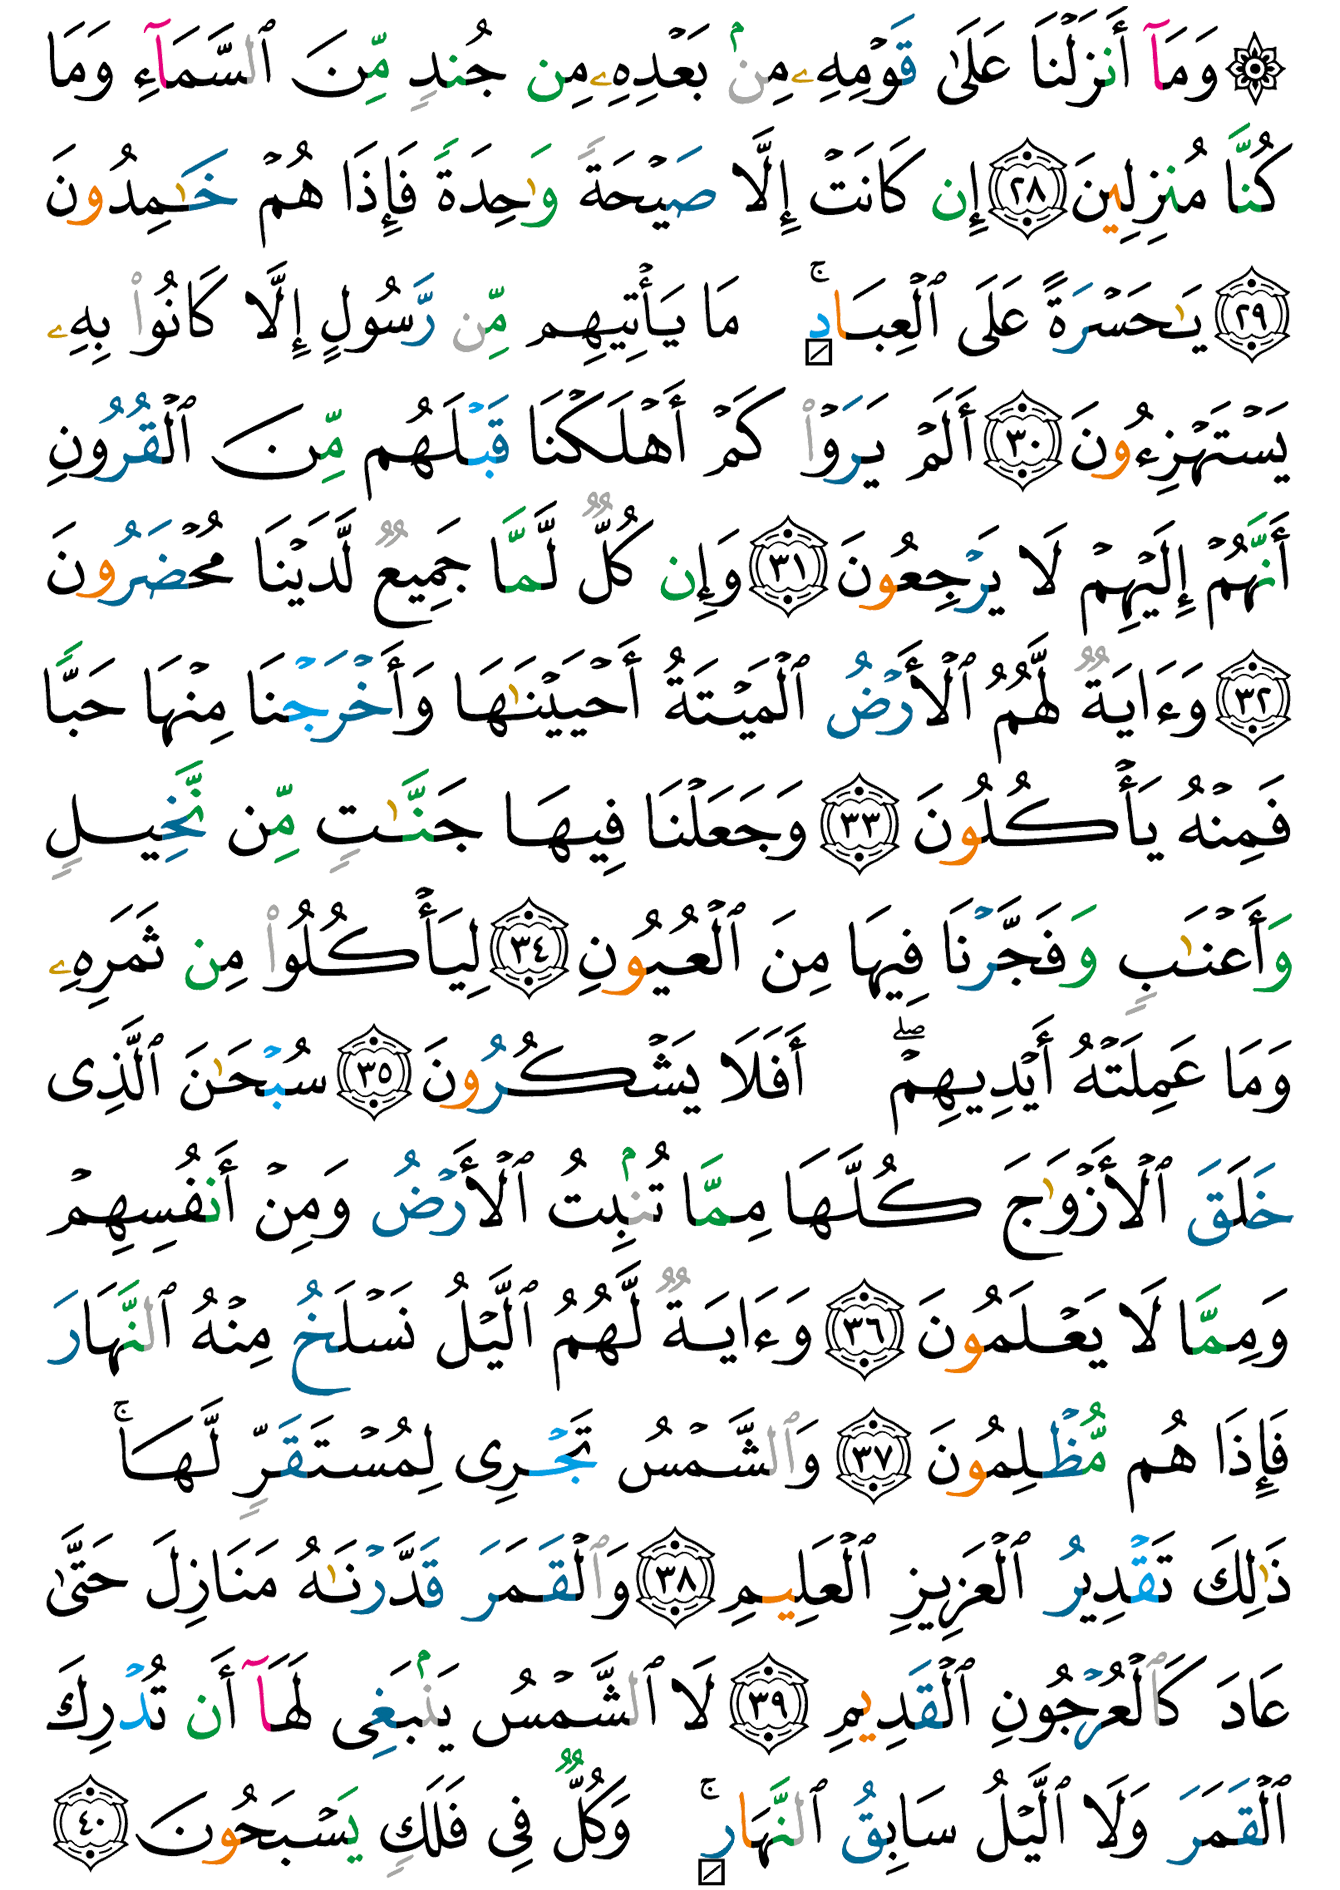 ۞ وَمَآ أَنزَلْنَا عَلَىٰ قَوْمِهِۦ مِنۢ بَعْدِهِۦ مِن جُندٍ مِّنَ ٱلسَّمَآءِ وَمَا
كُنَّا مُنزِلِينَ ٢٨ إِن كَانَتْ إِلَّا صَيْحَةً وَٰحِدَةً فَإِذَا هُمْ خَـٰمِدُونَ
٢٩ يَـٰحَسْرَةً عَلَى ٱلْعِبَادِ ۚ مَا يَأْتِيهِم مِّن رَّسُولٍ إِلَّا كَانُوا۟ بِهِۦ
يَسْتَهْزِءُونَ ٣٠ أَلَمْ يَرَوْا۟ كَمْ أَهْلَكْنَا قَبْلَهُم مِّنَ ٱلْقُرُونِ
أَنَّهُمْ إِلَيْهِمْ لَا يَرْجِعُونَ ٣١ وَإِن كُلٌّ لَّمَّا جَمِيعٌ لَّدَيْنَا مُحْضَرُونَ
٣٢ وَءَايَةٌ لَّهُمُ ٱلْأَرْضُ ٱلْمَيْتَةُ أَحْيَيْنَـٰهَا وَأَخْرَجْنَا مِنْهَا حَبًّا
فَمِنْهُ يَأْكُلُونَ ٣٣ وَجَعَلْنَا فِيهَا جَنَّـٰتٍ مِّن نَّخِيلٍ
وَأَعْنَـٰبٍ وَفَجَّرْنَا فِيهَا مِنَ ٱلْعُيُونِ ٣٤ لِيَأْكُلُوا۟ مِن ثَمَرِهِۦ
وَمَا عَمِلَتْهُ أَيْدِيهِمْ ۖ أَفَلَا يَشْكُرُونَ ٣٥ سُبْحَـٰنَ ٱلَّذِى
خَلَقَ ٱلْأَزْوَٰجَ كُلَّهَا مِمَّا تُنۢبِتُ ٱلْأَرْضُ وَمِنْ أَنفُسِهِمْ
وَمِمَّا لَا يَعْلَمُونَ ٣٦ وَءَايَةٌ لَّهُمُ ٱلَّيْلُ نَسْلَخُ مِنْهُ ٱلنَّهَارَ
فَإِذَا هُم مُّظْلِمُونَ ٣٧ وَٱلشَّمْسُ تَجْرِى لِمُسْتَقَرٍّ لَّهَا ۚ
ذَٰلِكَ تَقْدِيرُ ٱلْعَزِيزِ ٱلْعَلِيمِ ٣٨ وَٱلْقَمَرَ قَدَّرْنَـٰهُ مَنَازِلَ حَتَّىٰ
عَادَ كَٱلْعُرْجُونِ ٱلْقَدِيمِ ٣٩ لَا ٱلشَّمْسُ يَنۢبَغِى لَهَآ أَن تُدْرِكَ
ٱلْقَمَرَ وَلَا ٱلَّيْلُ سَابِقُ ٱلنَّهَارِ ۚ وَكُلٌّ فِى فَلَكٍ يَسْبَحُونَ ٤٠